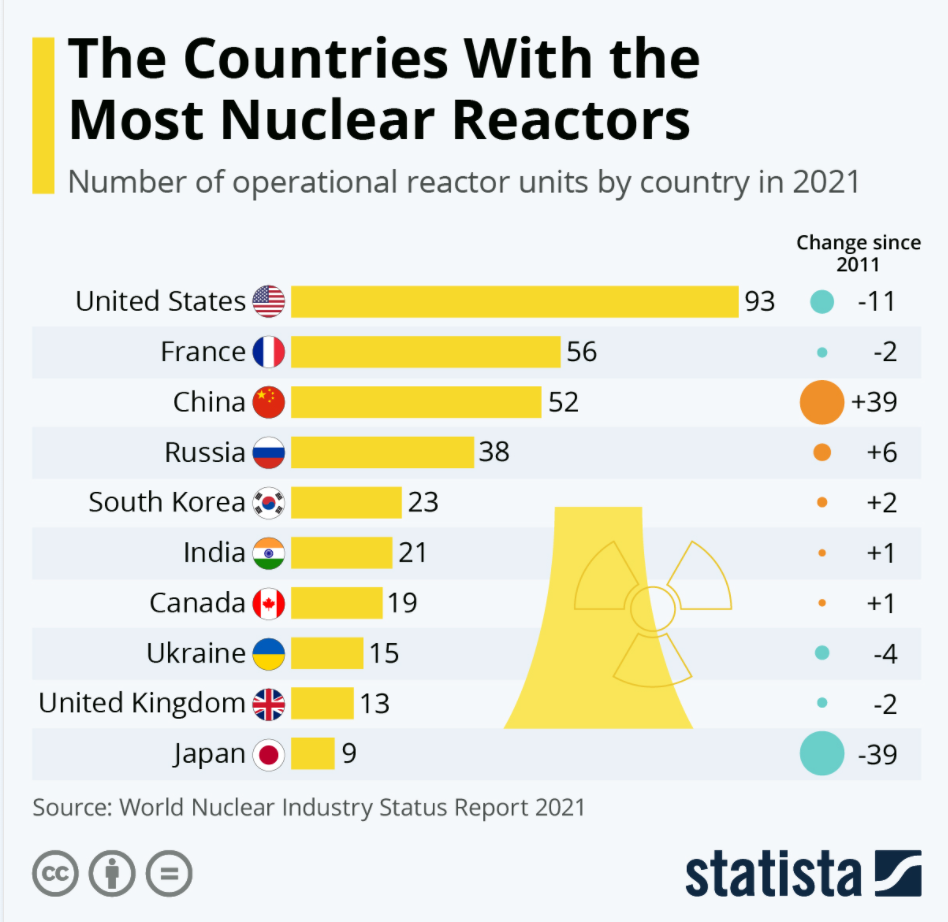 The Countries With the
Most Nuclear Reactors
Number of operational reactor units by country in 2021
Change since
2011
United States 93 -11
France 56 -2
China 52 +39
Russia 38 +6
South Korea 23 +2
India 21 +1
Canada 19 +1
Ukraine 15 -4
United Kingdom 13 -2
Japan 9 -39
Source: World Nuclear Industry Status Report 2021
cc =
statista